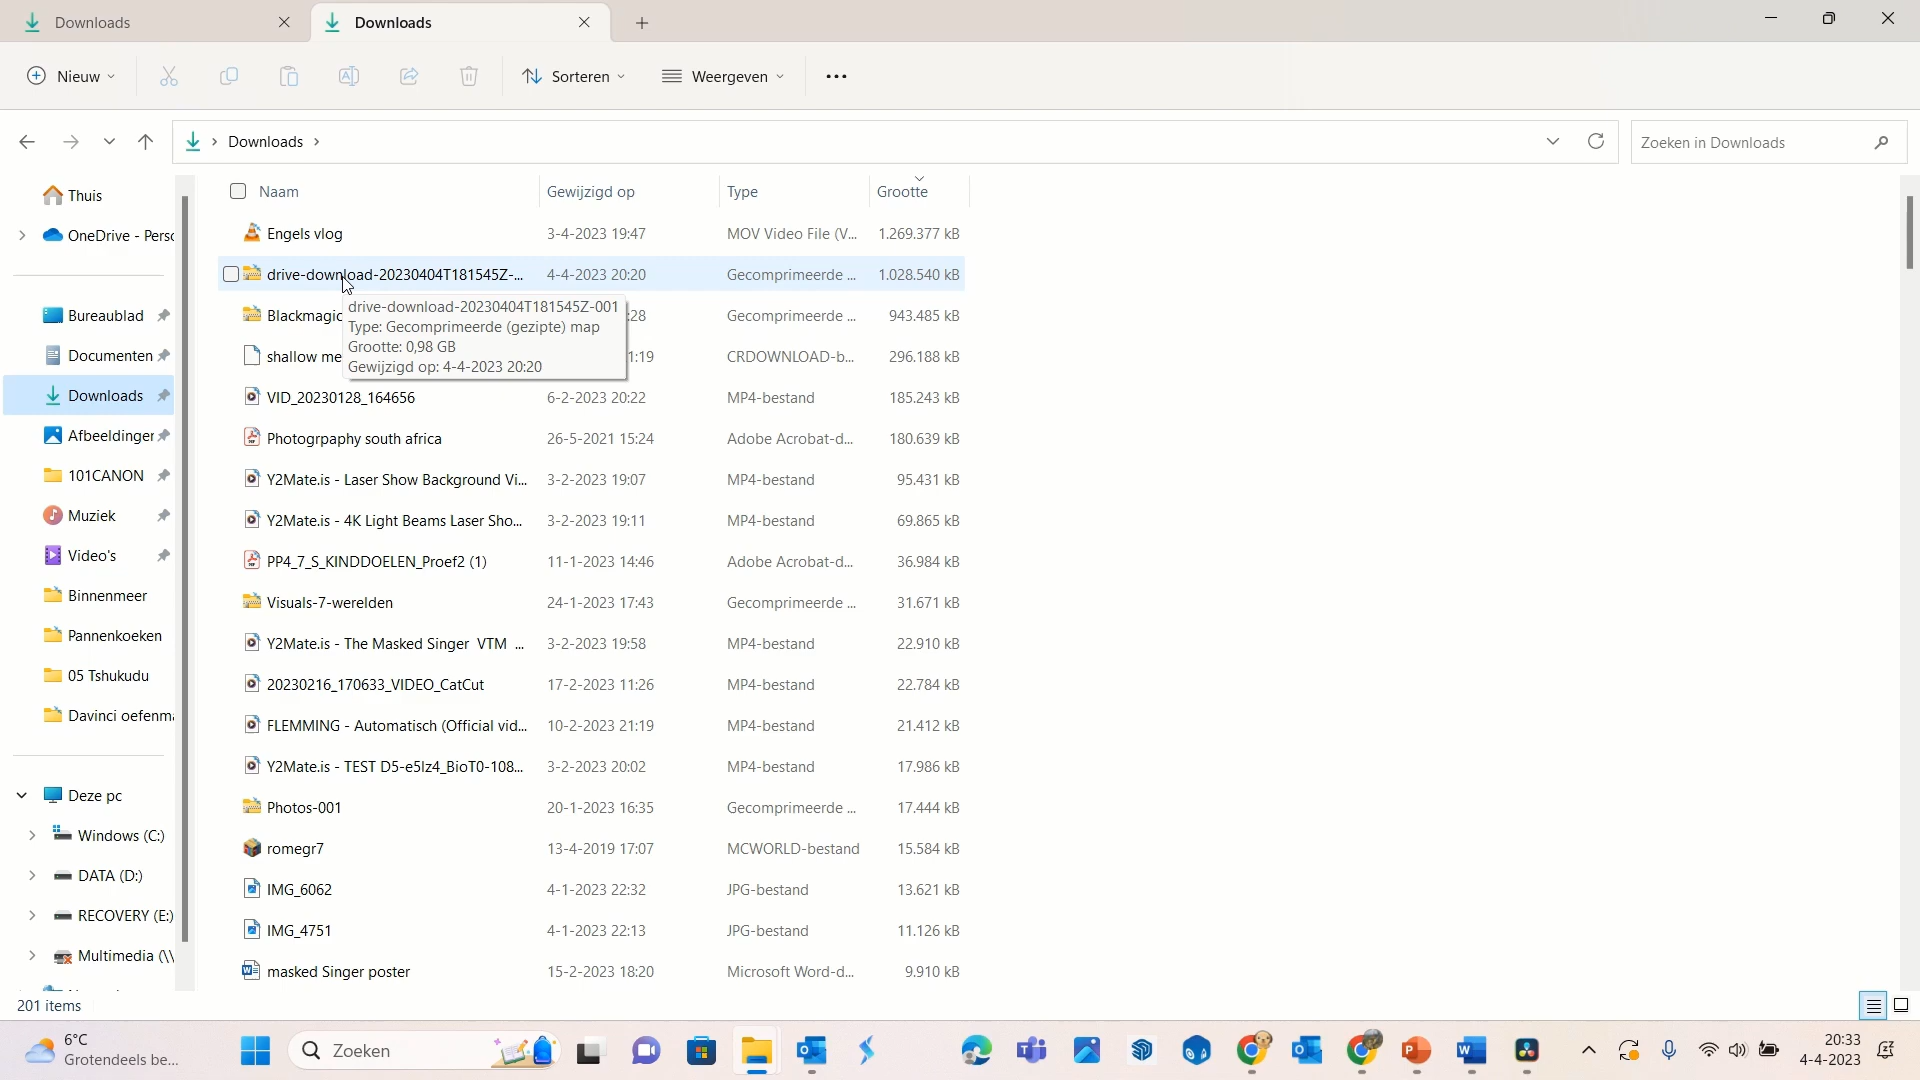 Downloads
Downloads
Nieuw
Sorteren
Weergeven
Downloads
Zoeken in Downloads
Thuis
OneDrive - Perso
Bureaublad
Documenten
Downloads
Afbeeldingen
101CANON
Muziek
Video's
Binnenmeer
Pannenkoeken
05 Tshukudu
Davinci oefenm
Deze pc
Windows (C:)
DATA (D:)
RECOVERY (E:)
Multimedia (\\
Naam Gewijzigd op Type Grootte
Engels vlog 3-4-2023 19:47 MOV Video File (V... 1.269.377 kB
drive-download-20230404T181545Z-... 4-4-2023 20:20 Gecomprimeerde ... 1.028.540 kB
Blackmagic :28 Gecomprimeerde ... 943.485 kB
shallow me 1:19 CRDOWNLOAD-b... 296.188 kB
drive-download-20230404T181545Z-001
Type: Gecomprimeerde (gezipte) map
Grootte: 0,98 GB
Gewijzigd op: 4-4-2023 20:20
VID_20230128_164656 6-2-2023 20:22 MP4-bestand 185.243 kB
Photogrpaphy south africa 26-5-2021 15:24 Adobe Acrobat-d... 180.639 kB
Y2Mate.is - Laser Show Background Vi... 3-2-2023 19:07 MP4-bestand 95.431 kB
Y2Mate.is - 4K Light Beams Laser Sho... 3-2-2023 19:11 MP4-bestand 69.865 kB
PP4_7_S_KINDDOELEN_Proef2 (1) 11-1-2023 14:46 Adobe Acrobat-d... 36.984 kB
Visuals-7-werelden 24-1-2023 17:43 Gecomprimeerde ... 31.671 kB
Y2Mate.is - The Masked Singer VTM ... 3-2-2023 19:58 MP4-bestand 22.910 kB
20230216_170633_VIDEO_CatCut 17-2-2023 11:26 MP4-bestand 22.784 kB
FLEMMING - Automatisch (Official vid... 10-2-2023 21:19 MP4-bestand 21.412 kB
Y2Mate.is - TEST D5-e5lz4_BioT0-108... 3-2-2023 20:02 MP4-bestand 17.986 kB
Photos-001 20-1-2023 16:35 Gecomprimeerde ... 17.444 kB
romegr7 13-4-2019 17:07 MCWORLD-bestand 15.584 kB
IMG_6062 4-1-2023 22:32 JPG-bestand 13.621 kB
IMG_4751 4-1-2023 22:13 JPG-bestand 11.126 kB
masked Singer poster 15-2-2023 18:20 Microsoft Word-d... 9.910 kB
201 items
6°C
Grotendeels be...
Zoeken
20:33
4-4-2023